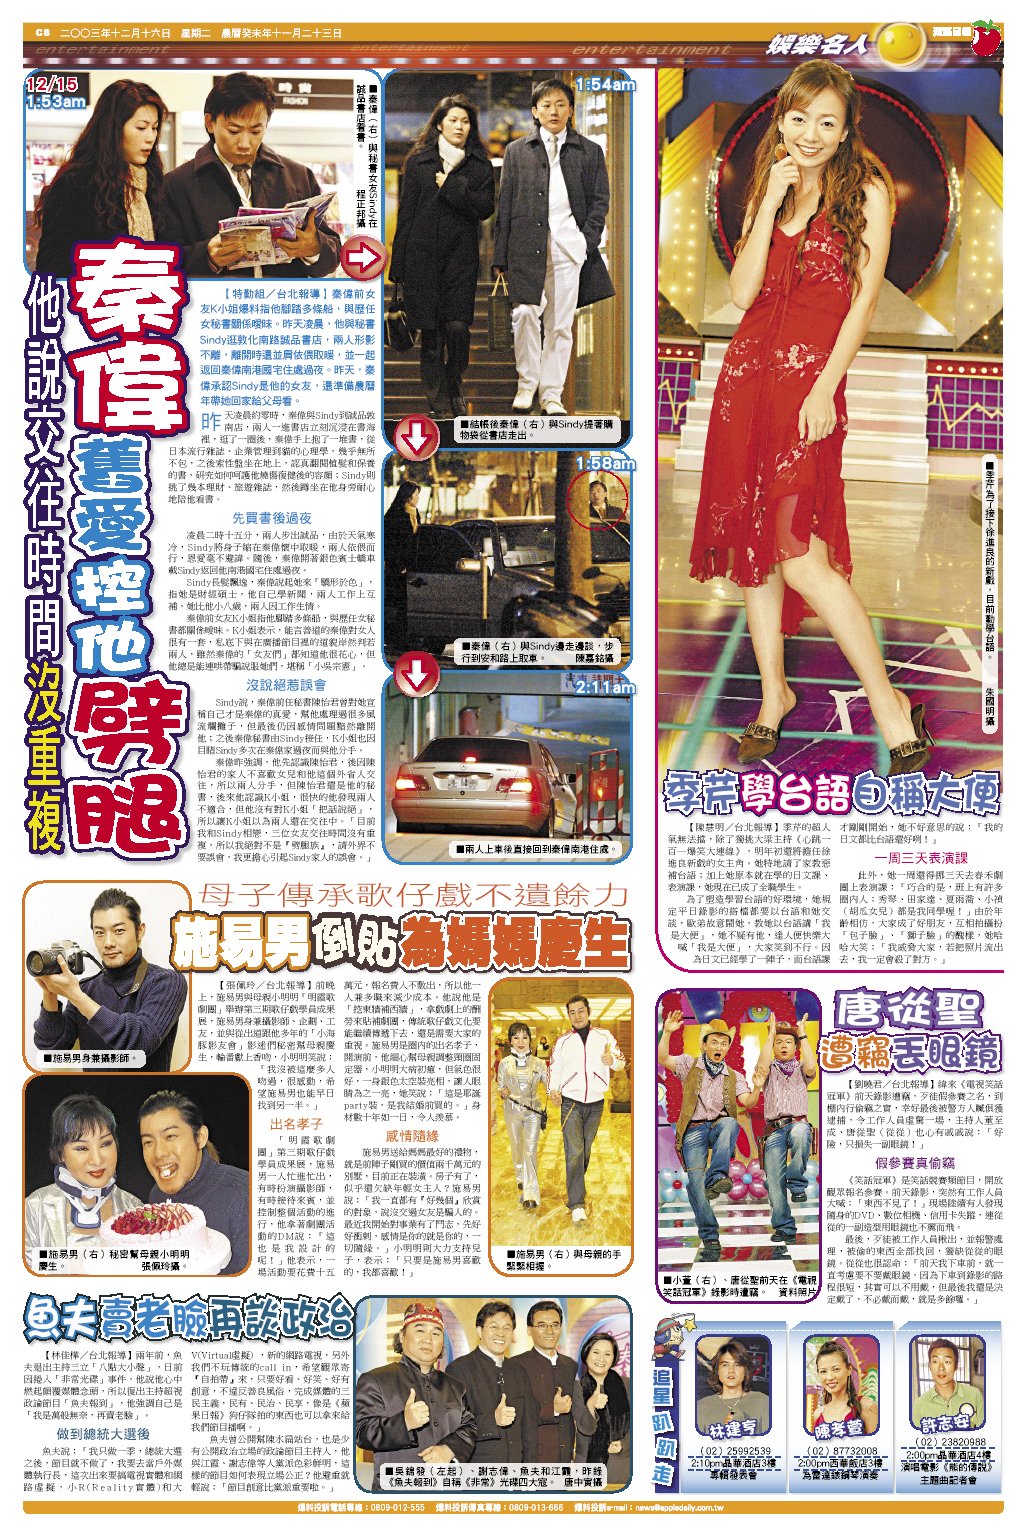 C8 二〇〇三年十二月十六日 星期二 農曆癸未年十一月二十三日
entertainment entertainment entertainment
娛樂名人
12/15
1:53am
■秦偉（右）與秘書女友Sindy在
誠品書店看書。 程正邦攝
1:54am
■結帳後秦偉（右）與Sindy提著購
物袋從書店走出。
1:58am
■秦偉（右）與Sindy邊走邊談，步
行到安和路上取車。 陳嘉銘攝
2:11am
■兩人上車後直接回到秦偉南港住處。
秦偉舊愛控他劈腿
他說交往時間沒重複
【特勤組／台北報導】秦偉前女
友K小姐爆料指他腳踏多條船，與歷任
女秘書關係曖昧。昨天凌晨，他與秘書
Sindy逛敦化南路誠品書店，兩人形影
不離，離開時還並肩依偎取暖，並一起
返回秦偉南港國宅住處過夜。昨天，秦
偉承認Sindy是他的女友，還準備農曆
年帶她回家給父母看。
昨天凌晨約零時，秦偉與Sindy到誠品敦
南店，兩人一進書店立刻沉浸在書海
裡，逛了一圈後，秦偉手上抱了一堆書，從
日本流行雜誌、企業管理到貓的心理學，幾乎無所
不包，之後索性盤坐在地上，認真翻閱植髮和保養
的書，研究如何呵護他燒傷復健後的容顏；Sindy則
挑了幾本理財、旅遊雜誌，然後蹲坐在他身旁耐心
地陪他看書。
先買書後過夜
凌晨二時十五分，兩人步出誠品，由於天氣寒
冷，Sindy將身子縮在秦偉懷中取暖，兩人依偎而
行，恩愛毫不避諱。隨後，秦偉開著銀色賓士轎車
載Sindy返回他南港國宅住處過夜。
Sindy長髮飄逸，秦偉說起她來「驕形於色」，
指她是財經碩士，他自己學新聞，兩人工作上互
補，她比他小八歲，兩人因工作生情。
秦偉前女友K小姐指他腳踏多條船，與歷任女秘
書都關係曖昧。K小姐表示，能言善道的秦偉對女人
很有一套，私底下與在廣播節目裡的道貌岸然判若
兩人，雖然秦偉的「女友們」都知道他很花心，但
他總是能連哄帶騙說服她們，堪稱「小吳宗憲」。
沒說絕惹誤會
Sindy說，秦偉前任秘書陳怡君曾對她宣
稱自己才是秦偉的真愛，幫他處理過很多風
流爛攤子，但最後仍因感情問題黯然離開
他；之後秦偉秘書由Sindy接任，K小姐也因
目睹Sindy多次在秦偉家過夜而與他分手。
秦偉昨強調，他先認識陳怡君，後因陳
怡君的家人不喜歡女兒和他這個外省人交
往，所以兩人分手，但陳怡君還是他的秘
書，後來他認識K小姐，很快的他發現兩人
不適合，但他沒有對K小姐「把話說絕」，
所以讓K小姐以為兩人還在交往中。「目前
我和Sindy相戀，三位女友交往時間沒有重
複，所以我絕對不是『劈腿族』，請外界不
要誤會，我更擔心引起Sindy家人的誤會。」
■季芹為了接下徐進良的新戲，目前勤學台語。 朱國明攝
季芹學台語自稱大便
【陳慧明／台北報導】季芹的超人
氣無法擋，除了獨挑大梁主持《心跳一
百—爆笑大連線》，明年初還將擔任徐
進良新戲的女主角。她特地請了家教惡
補台語；加上她原本就在學的日文課、
表演課，她現在已成了全職學生。
為了塑造學習台語的好環境，她規
定平日錄影的搭檔都要以台語和她交
談，歐弟故意鬧她，教她以台語講「我
是大便」，她不疑有他，逢人便快樂大
喊「我是大便」，大家笑到不行。因
為日文已經學了一陣子，而台語課
才剛剛開始，她不好意思的說：「我的
日文都比台語還好咧！」
一周三天表演課
此外，她一周還得挪三天去春禾劇
團上表演課；「巧合的是，班上有許多
圈內人：秀琴、田家達、夏雨喬、小禎
（胡瓜女兒）都是我同學喔！」由於年
齡相仿，大家成了好朋友，互相拍攝扮
「包子臉」、「獅子臉」的醜樣，她哈
哈大笑：「我威脅大家，若把照片流出
去，我一定會殺了對方。」
母子傳承歌仔戲不遺餘力
施易男倒貼為媽媽慶生
■施易男身兼攝影師。
■施易男（右）秘密幫母親小明明
慶生。 張佩玲攝。
【張佩玲／台北報導】前晚
上，施易男與母親小明明「明霞歌
劇團」舉辦第三期歌仔戲學員成果
展，施易男身兼攝影師、企劃、工
友，並與從出道跟他多年的「小海
豚影友會」影迷們秘密幫母親慶
生，輪番獻上香吻，小明明笑說：
「我沒被這麼多人
吻過，很感動，希
望施易男也能早日
找到另一半。」
出名孝子
「明霞歌劇
團」第三期歌仔戲
學員成果展，施易
男一人忙進忙出，
有時扮演攝影師，
有時接待來賓，並
控制整個活動的進
行，他拿著劇團活
動的DM說：「這
也是我設計的
呢！」他表示，一
場活動要花費十五
萬元，報名費入不敷出，所以他一
人兼多職來減少成本。他說他是
「挖東牆補西牆」，拿戲劇上的酬
勞來貼補劇團，傳統歌仔戲文化要
能繼續傳遞下去，還是需要大家的
重視。施易男是圈內的出名孝子，
開演前，他細心幫母親調整頸圈固
定器，小明明大病初癒，但氣色很
好，一身銀色太空裝亮相，讓人眼
睛為之一亮，她笑說：「這是耶誕
party裝，是我結婚前買的。」身
材數十年如一日，令人羨慕。
感情隨緣
施易男送給媽媽最好的禮物，
就是前陣子剛買的價值兩千萬元的
別墅，目前正在裝潢。房子有了，
似乎還欠缺年輕女主人？施易男
說：「我一直都有『好幾個』欣賞
的對象，說沒交過女友是騙人的。
最近我開始對事業有了鬥志，先好
好衝刺，感情是你的就是你的，一
切隨緣。」小明明則大力支持兒
子，表示：「只要是施易男喜歡
的，我都喜歡！」
■施易男（右）與母親的手
緊緊相握。
唐從聖遭竊丟眼鏡
■小董（右）、唐從聖前天在《電視
笑話冠軍》錄影時遭竊。 資料照片
【劉曉君／台北報導】緯來《電視笑話
冠軍》前天錄影遭竊，歹徒假參賽之名，到
棚內行偷竊之實，幸好最後被警方人贓俱獲
逮捕，令工作人員虛驚一場，主持人董至
成、唐從聖（從從）也心有戚戚說：「好
險，只損失一副眼鏡！」
假參賽真偷竊
《笑話冠軍》是笑話競賽類節目，開放
觀眾報名參賽，前天錄影，突然有工作人員
大喊：「東西不見了！」現場陸續有人發現
隨身的DVD、數位相機、信用卡失蹤，連從
從的一副造型用眼鏡也不翼而飛。
最後，歹徒被工作人員揪出，並報警處
理，被偷的東西全部找回，獨缺從從的眼
鏡，從從也很認命：「前天我下車前，就一
直考慮要不要戴眼鏡，因為下車到錄影的路
程很短，其實可以不用戴，但最後我還是決
定戴了，不必戴而戴，就是多餘囉。」
魚夫賣老臉再談政治
【林佳樺／台北報導】兩年前，魚
夫退出主持三立「八點大小聲」，日前
因捲入「非常光碟」事件，他說他心中
燃起顛覆媒體念頭，所以復出主持超視
政論節目「魚夫報到」，他強調自己是
「我是萬般無奈，再賣老臉」。
做到總統大選後
魚夫說：「我只做一季，總統大選
之後，節目就不做了，我要去當戶外媒
體執行長，這次出來要搞電視實體和網
路虛擬，小R(Reality實體)和大
V(Virtual虛擬)，新的網路電視，另外
我們不玩傳統的call in，希望觀眾寄
『自拍帶』來，只要好看、好笑、好有
創意，不違反善良風俗，完成媒體的三
民主義，民有、民治、民享，像是《蘋
果日報》狗仔隊拍的東西也可以拿來給
我們節目播啊。」
魚夫曾公開幫陳水扁站台，也是少
有公開政治立場的政論節目主持人，他
與江霞、謝志偉等人黨派色彩鮮明，這
樣的節目如何表現立場公正？他避重就
輕說：「節目創意比黨派重要啦。」
■吳錦發（左起）、謝志偉、魚夫和江霞，昨錄
《魚夫報到》自稱《非常》光碟四大寇。 唐中實攝
追星趴趴走
林建亨
（02）25992539
2:10pm晶華酒店3樓
專輯發表會
陳孝萱
（02）87732008
2:00pm西華飯店3樓
為雷達錶鋼琴演奏
許志安
（02）23820988
2:00pm晶華酒店4樓
演唱電影《熊的傳說》
主題曲記者會
爆料投訴電話專線：0809-012-555 爆料投訴傳真專線：0809-013-666 爆料投訴e-mail：news@appledaily.com.tw